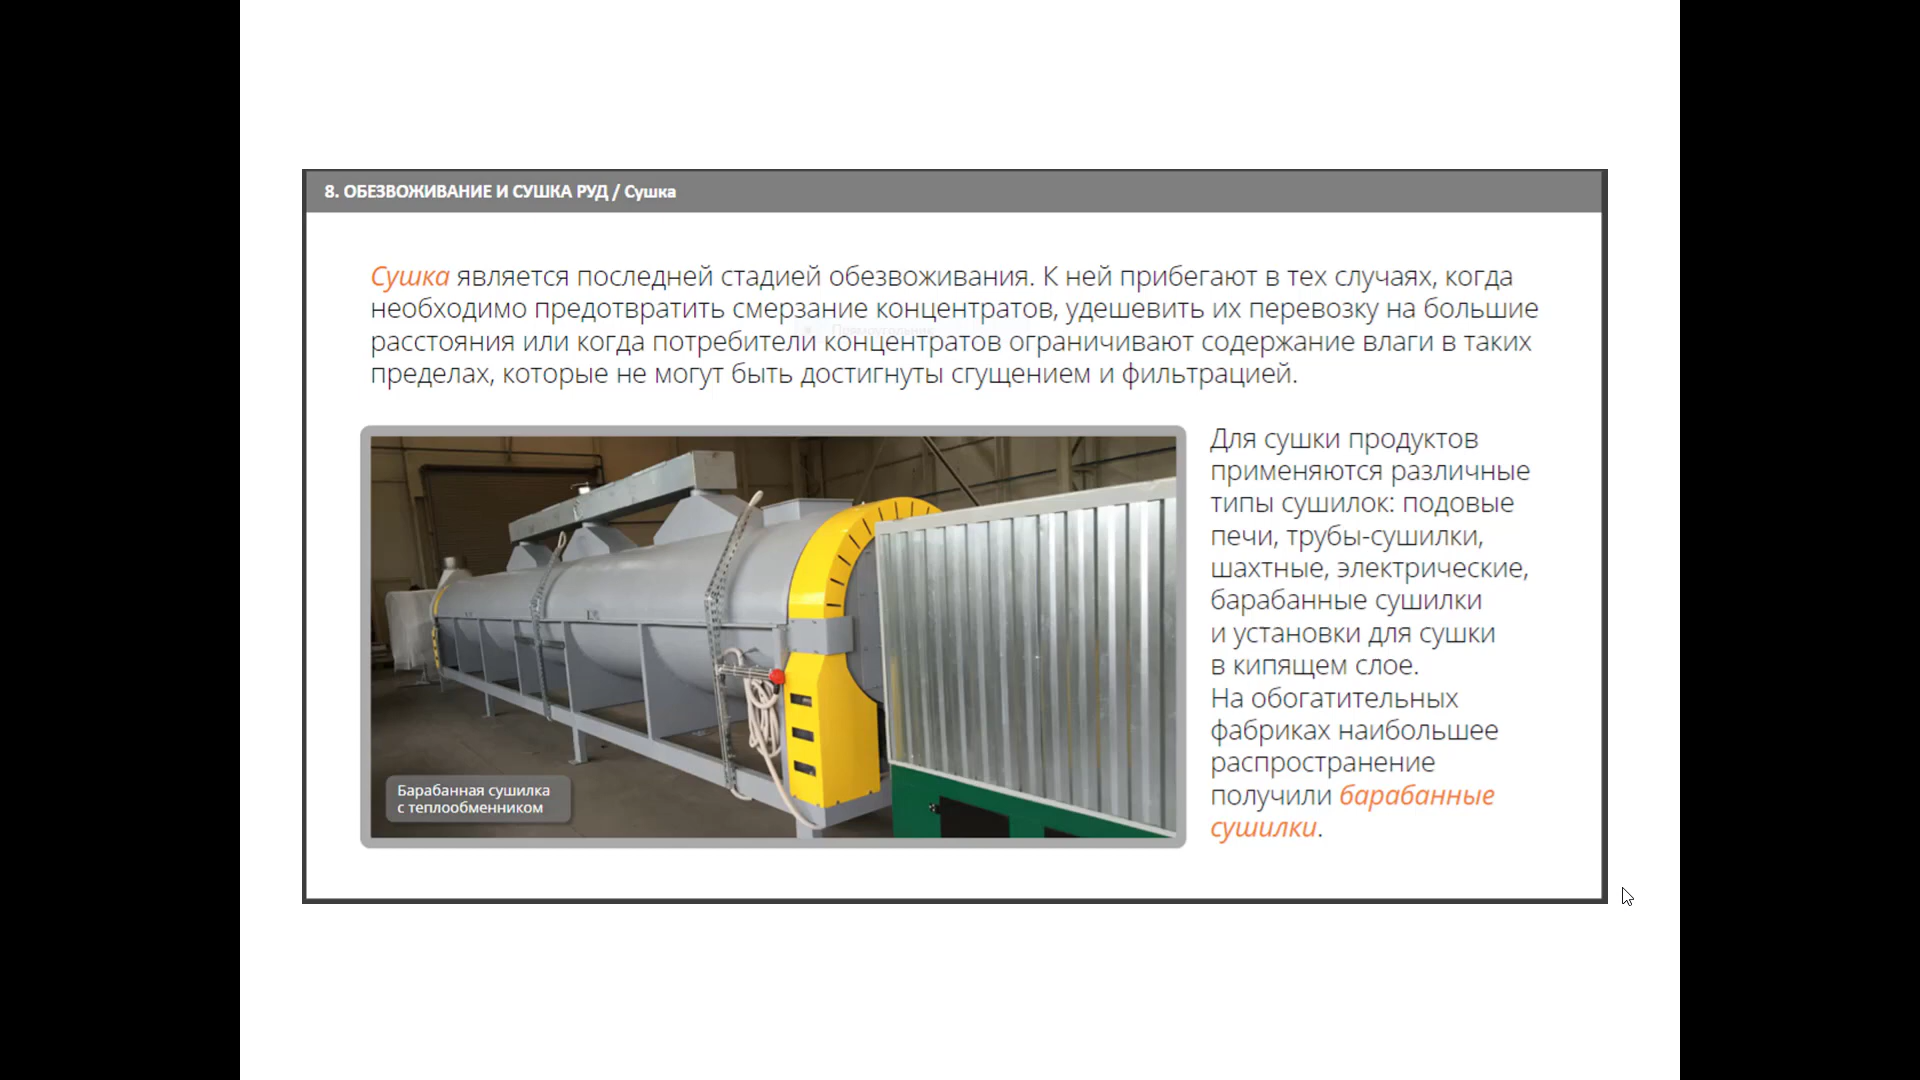 8. ОБЕЗВОЖИВАНИЕ И СУШКА РУД / Сушка
Сушка является последней стадией обезвоживания. К ней прибегают в тех случаях, когда
необходимо предотвратить смерзание концентратов, удешевить их перевозку на большие
расстояния или когда потребители концентратов ограничивают содержание влаги в таких
пределах, которые не могут быть достигнуты сгущением и фильтрацией.
Для сушки продуктов
применяются различные
типы сушилок: подовые
печи, трубы-сушилки,
шахтные, электрические,
барабанные сушилки
и установки для сушки
в кипящем слое.
На обогатительных
фабриках наибольшее
распространение
получили барабанные
сушилки.
Барабанная сушилка
с теплообменником